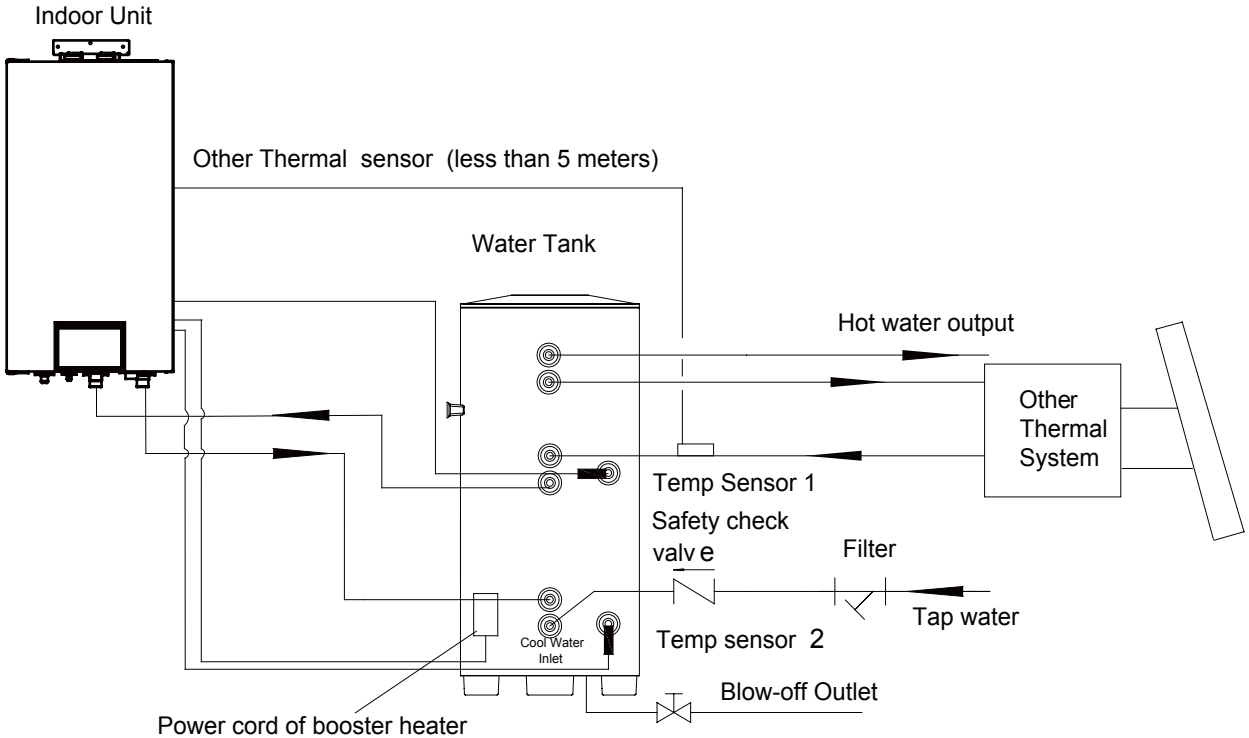 Indoor Unit
Other Thermal sensor (less than 5 meters)
Water Tank
Hot water output
Other
Thermal
System
Temp Sensor 1
Safety check
valve
Filter
Tap water
Temp sensor 2
Cool Water
Inlet
Blow-off Outlet
Power cord of booster heater